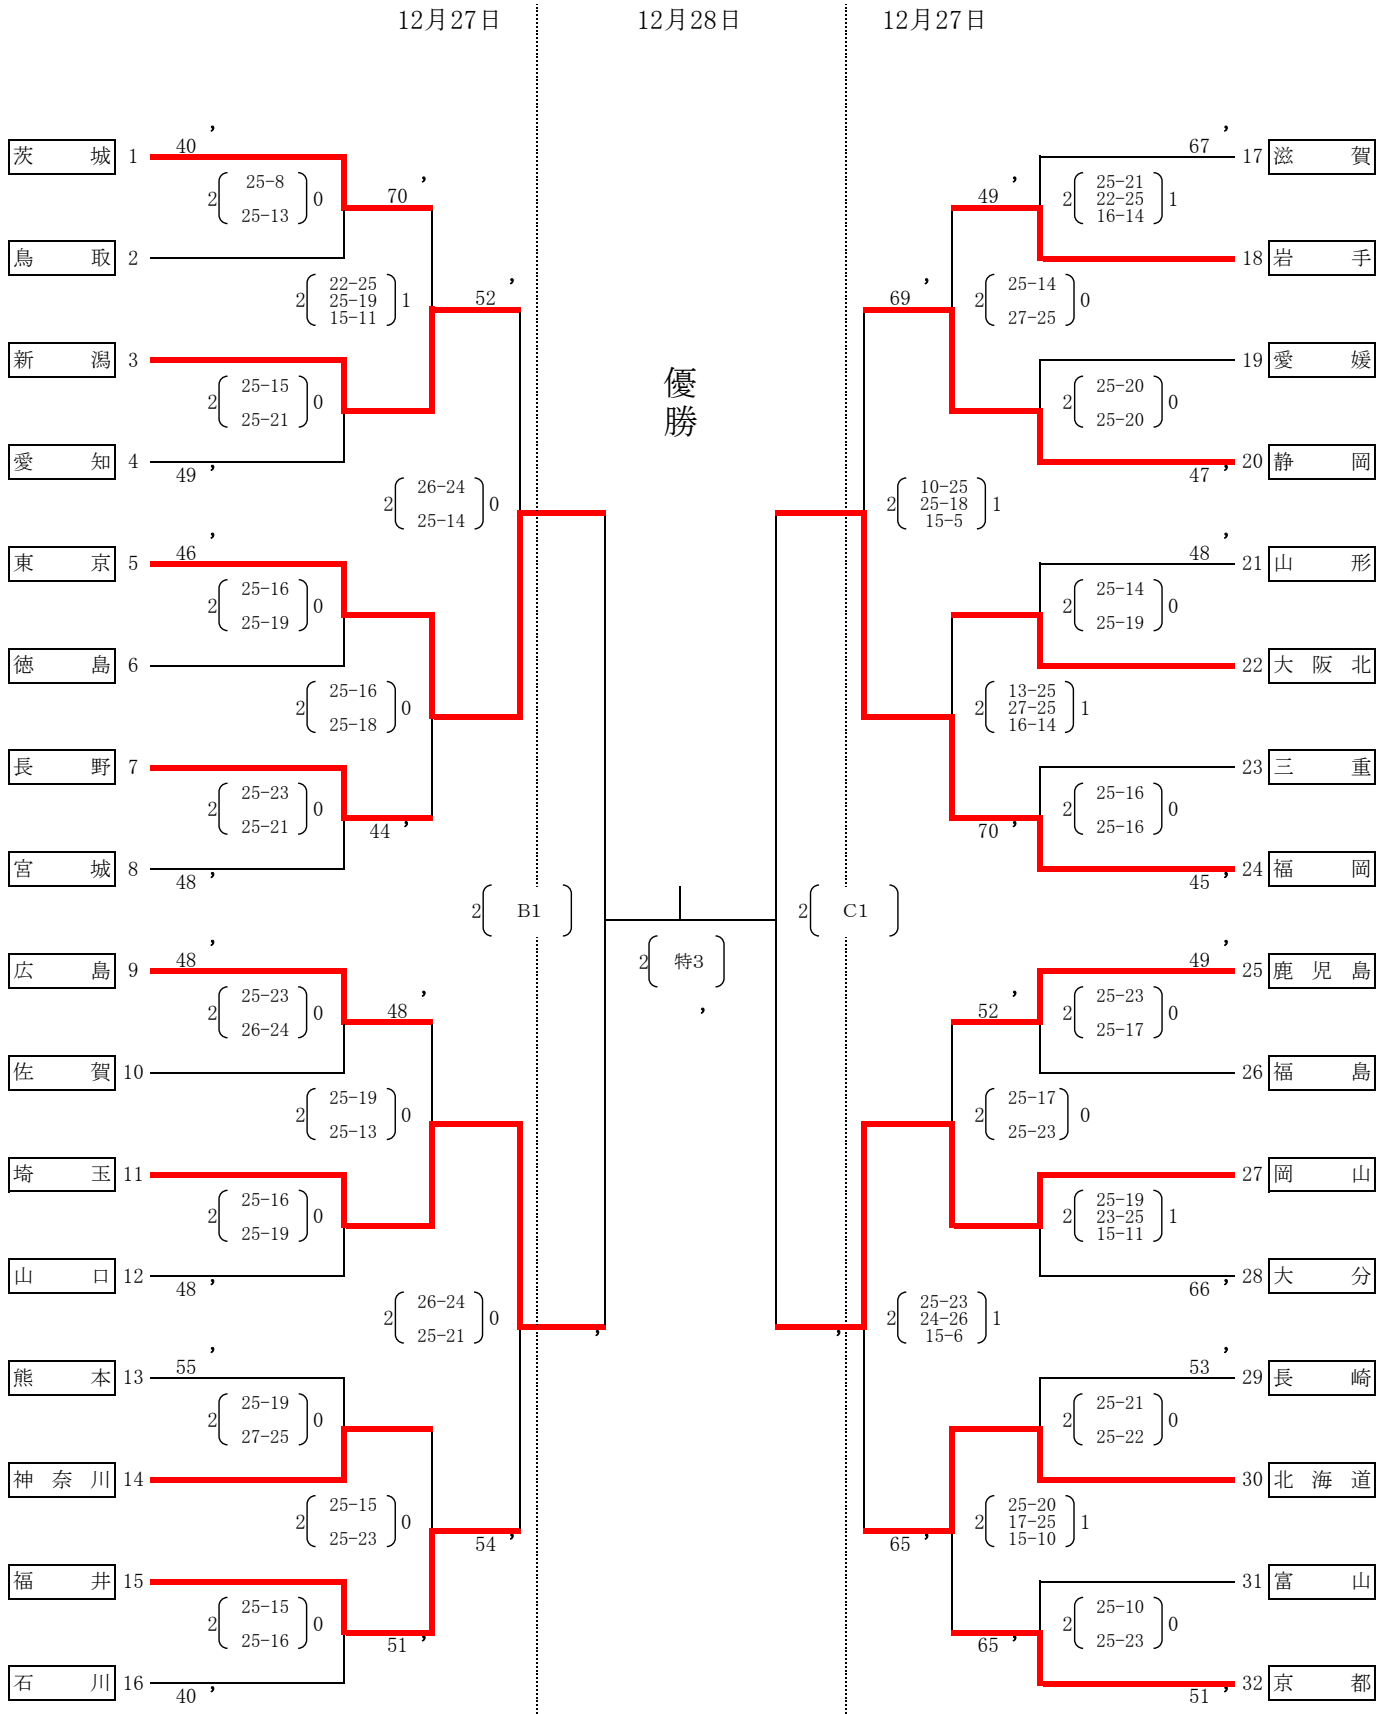 12月27日 12月28日 12月27日
茨城 1 40 ,
2 25-8 0
25-13
70 ,
鳥取 2
2 22-25 1
25-19
15-11
52 ,
新潟 3
2 25-15 0
25-21
愛知 4 49 ,
2 26-24 0
25-14
東京 5 46 ,
2 25-16 0
25-19
徳島 6
2 25-16 0
25-18
長野 7
2 25-23 0
25-21
44 ,
宮城 8 48 ,
2 B1
広島 9 48 ,
2 25-23 0
26-24
48 ,
佐賀 10
2 25-19 0
25-13
埼玉 11
2 25-16 0
25-19
山口 12 48 ,
2 26-24 0
25-21
,
熊本 13 55 ,
2 25-19 0
27-25
神奈川 14
2 25-15 0
25-23
54 ,
福井 15
2 25-15 0
25-16
51 ,
石川 16 40 ,
優
勝
2 特3
,
67 , 17 滋賀
2 25-21 1
22-25
16-14
49 ,
18 岩手
2 25-14 0
27-25
69 ,
19 愛媛
2 25-20 0
25-20
47 , 20 静岡
2 10-25 1
25-18
15-5
48 , 21 山形
2 25-14 0
25-19
22 大阪北
2 13-25 1
27-25
16-14
23 三重
2 25-16 0
25-16
70 ,
45 , 24 福岡
2 C1
49 , 25 鹿児島
2 25-23 0
25-17
52 ,
26 福島
2 25-17 0
25-23
27 岡山
2 25-19 1
23-25
15-11
66 , 28 大分
2 25-23 1
24-26
15-6
,
53 , 29 長崎
2 25-21 0
25-22
30 北海道
2 25-20 1
17-25
15-10
65 ,
31 富山
2 25-10 0
25-23
65 ,
51 , 32 京都